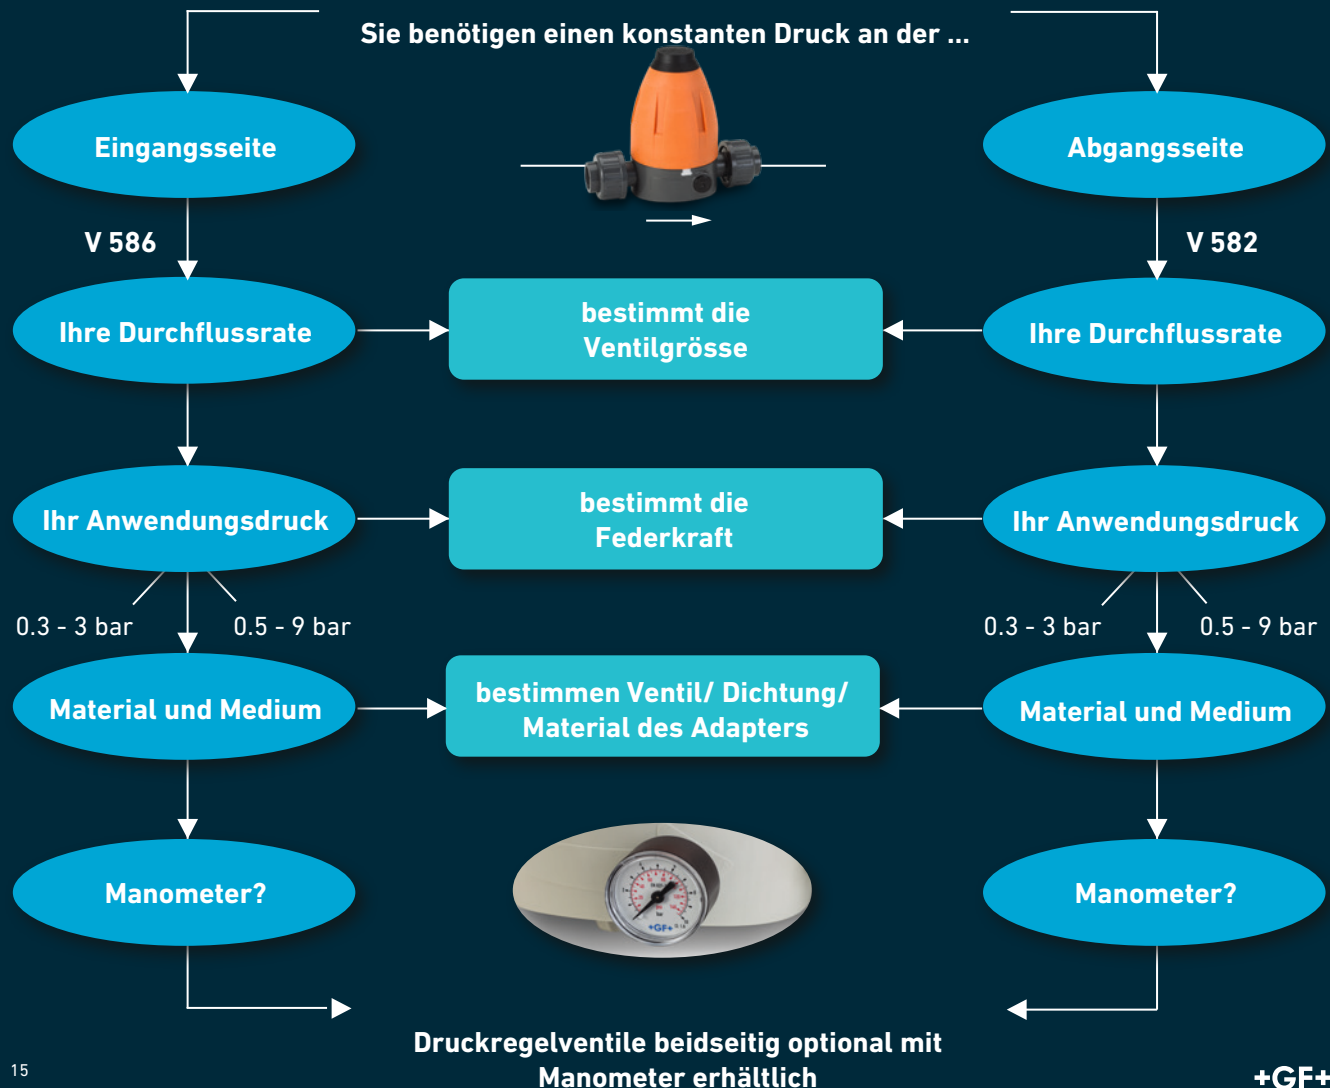 Sie benötigen einen konstanten Druck an der ...
Eingangsseite
Abgangsseite
V 586
V 582
Ihre Durchflussrate
bestimmt die
Ventilgrösse
Ihre Durchflussrate
Ihr Anwendungsdruck
bestimmt die
Federkraft
Ihr Anwendungsdruck
0.3 - 3 bar
0.5 - 9 bar
0.3 - 3 bar
0.5 - 9 bar
Material und Medium
bestimmen Ventil/ Dichtung/
Material des Adapters
Material und Medium
Manometer?
bar
+GF+
Manometer?
Druckregelventile beidseitig optional mit
Manometer erhältlich
15
+GF+